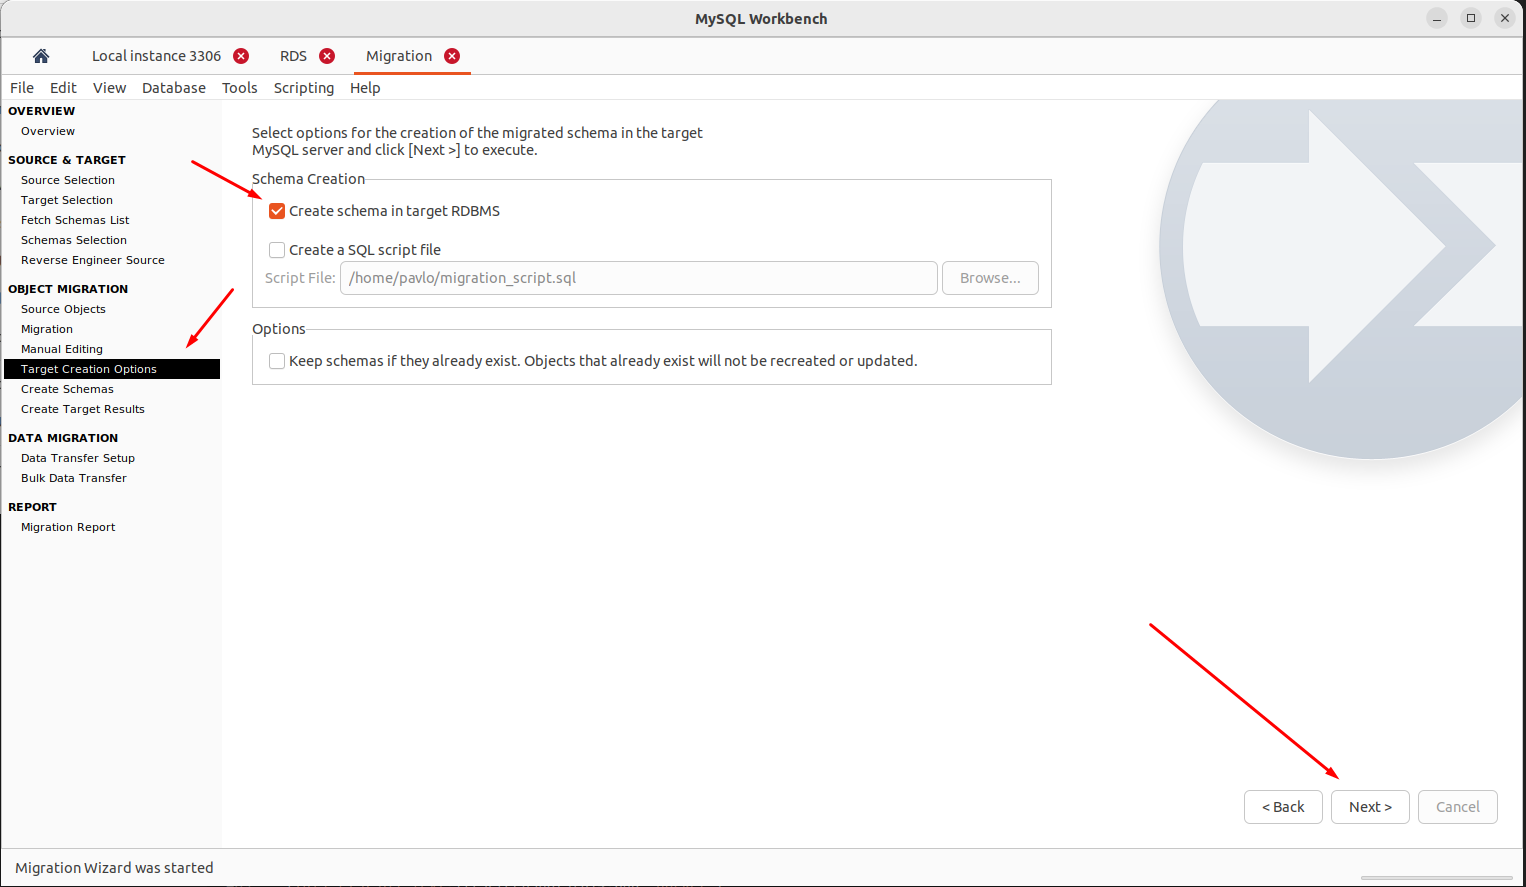 MySQL Workbench
Local instance 3306
RDS
Migration
File Edit View Database Tools Scripting Help
OVERVIEW
Overview
SOURCE & TARGET
Source Selection
Target Selection
Fetch Schemas List
Schemas Selection
Reverse Engineer Source
OBJECT MIGRATION
Source Objects
Migration
Manual Editing
Target Creation Options
Create Schemas
Create Target Results
DATA MIGRATION
Data Transfer Setup
Bulk Data Transfer
REPORT
Migration Report
Select options for the creation of the migrated schema in the target
MySQL server and click [Next >] to execute.
Schema Creation
Create schema in target RDBMS
Create a SQL script file
Script File: /home/pavlo/migration_script.sql Browse...
Options
Keep schemas if they already exist. Objects that already exist will not be recreated or updated.
< Back Next > Cancel
Migration Wizard was started